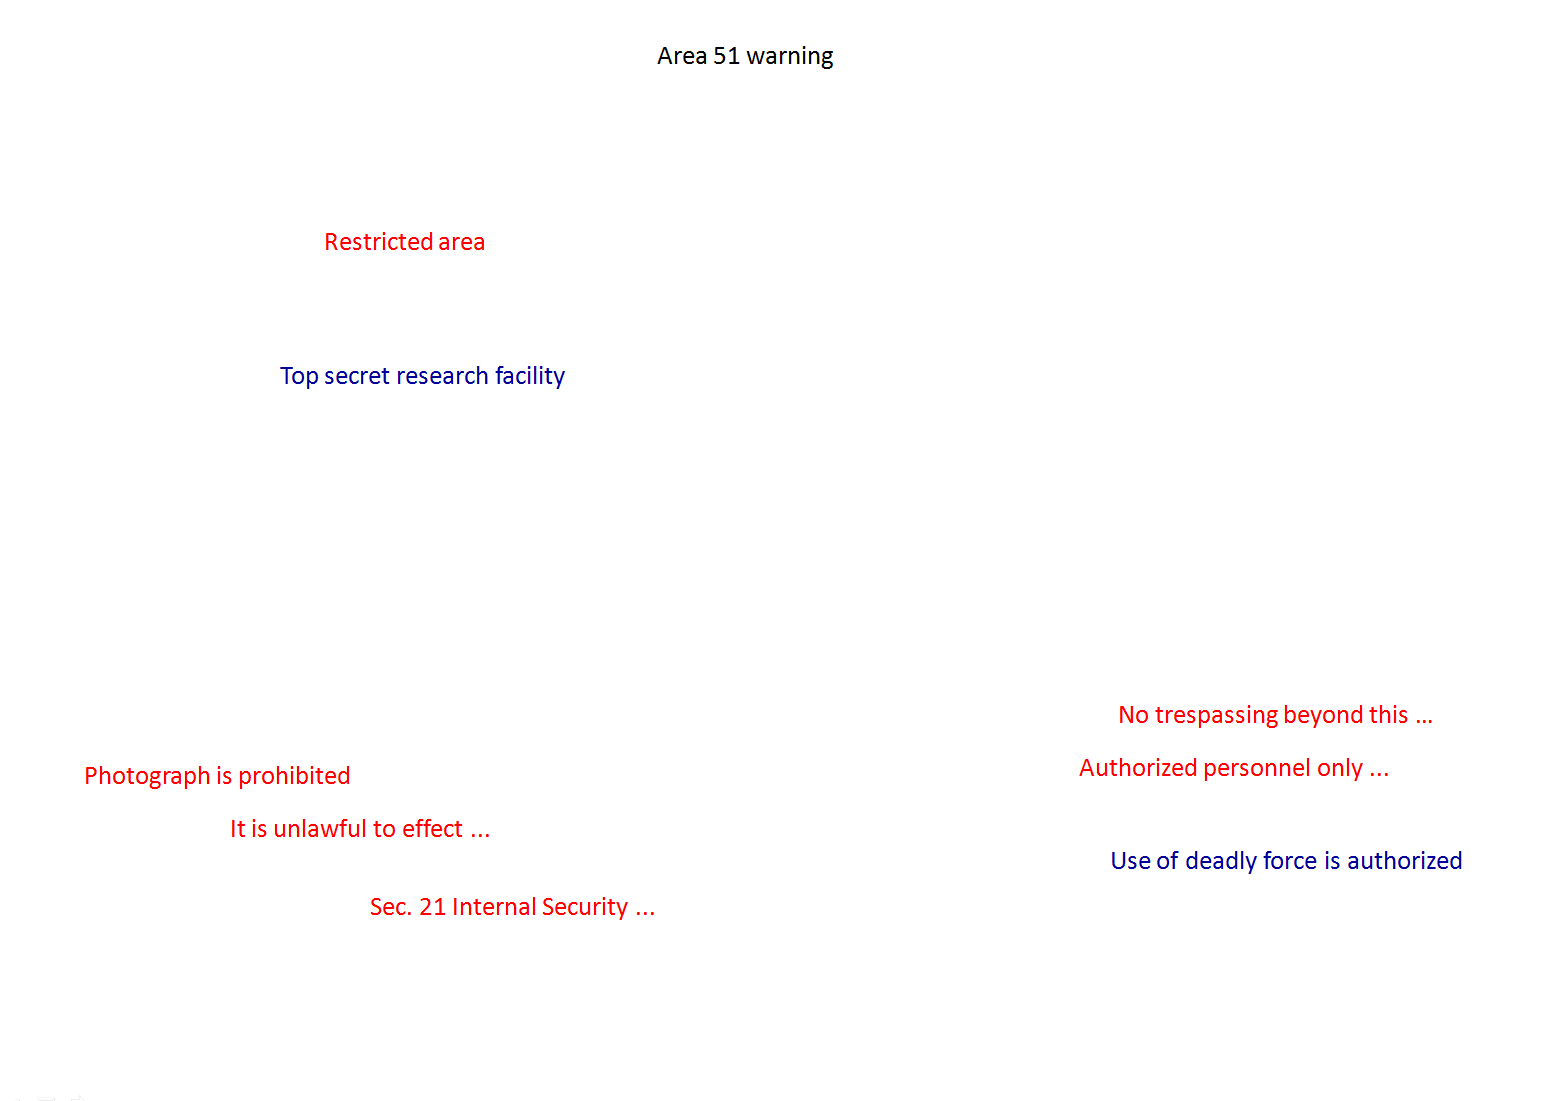 Area 51 warning
Restricted area
Top secret research facility
No trespassing beyond this ...
Authorized personnel only ...
Photograph is prohibited
It is unlawful to effect ...
Use of deadly force is authorized
Sec. 21 Internal Security ...